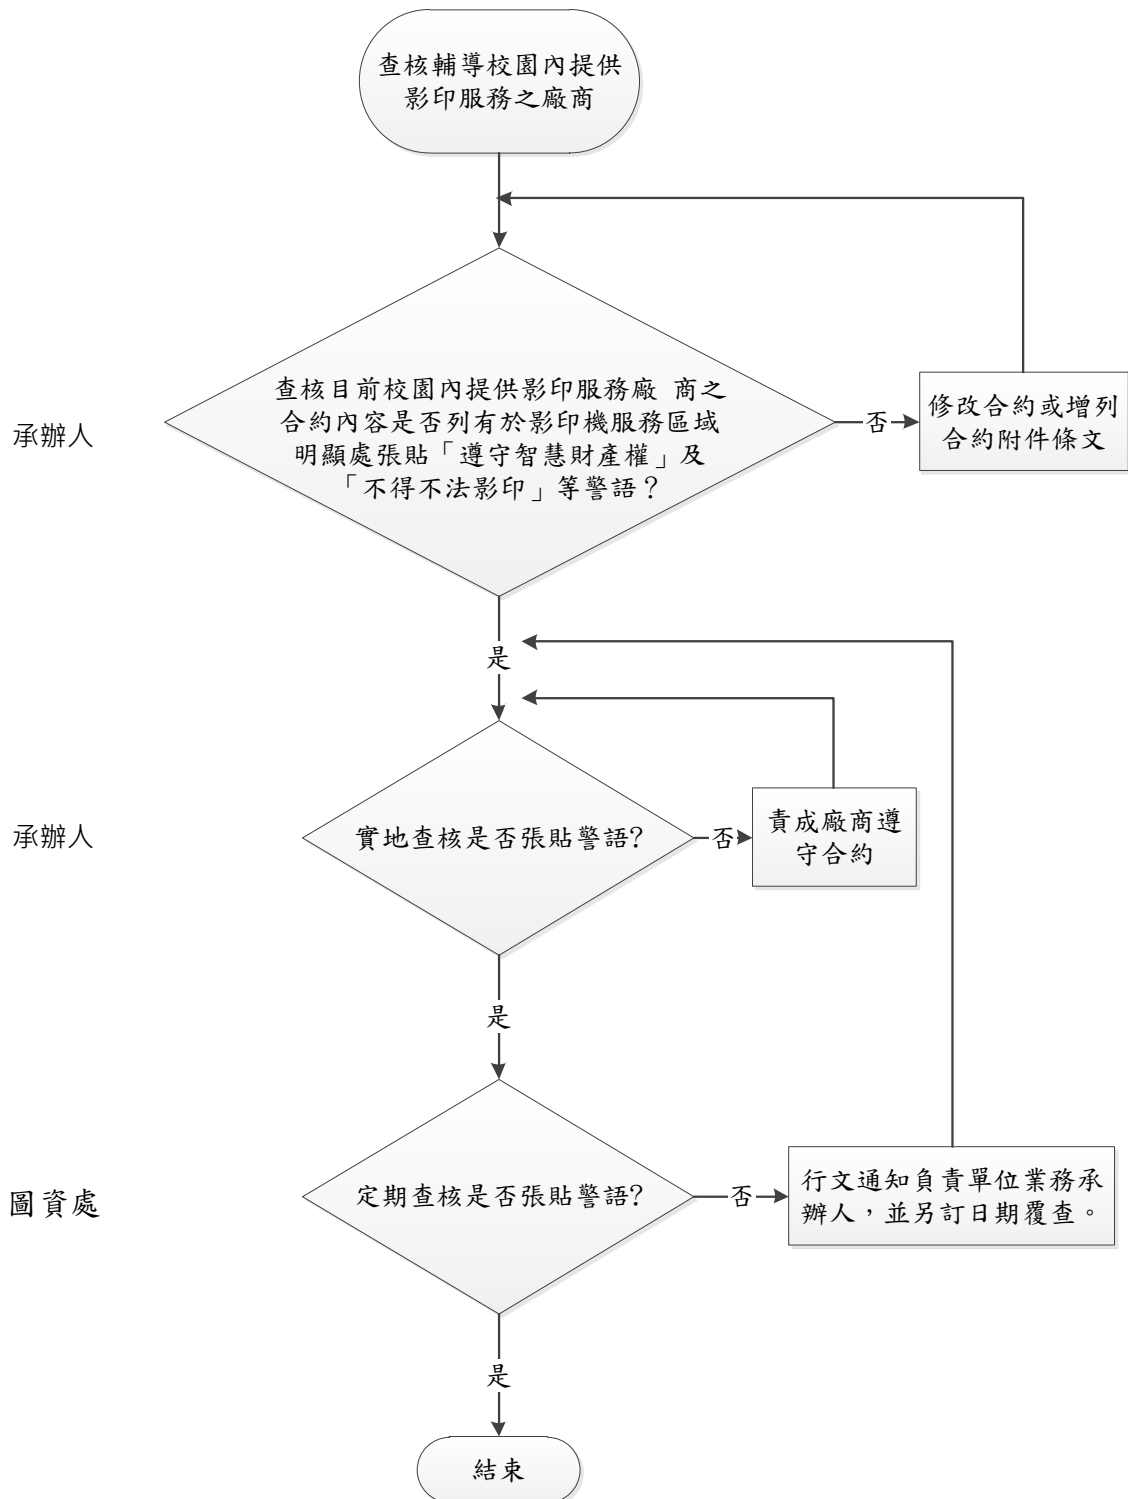 查核輔導校園內提供
影印服務之廠商
承辦人
查核目前校園內提供影印服務廠 商之
合約內容是否列有於影印機服務區域
明顯處張貼「遵守智慧財產權」及
「不得不法影印」等警語？
否
修改合約或增列
合約附件條文
是
承辦人
實地查核是否張貼警語?
否
責成廠商遵
守合約
是
圖資處
定期查核是否張貼警語?
否
行文通知負責單位業務承
辦人，並另訂日期覆查。
是
結束